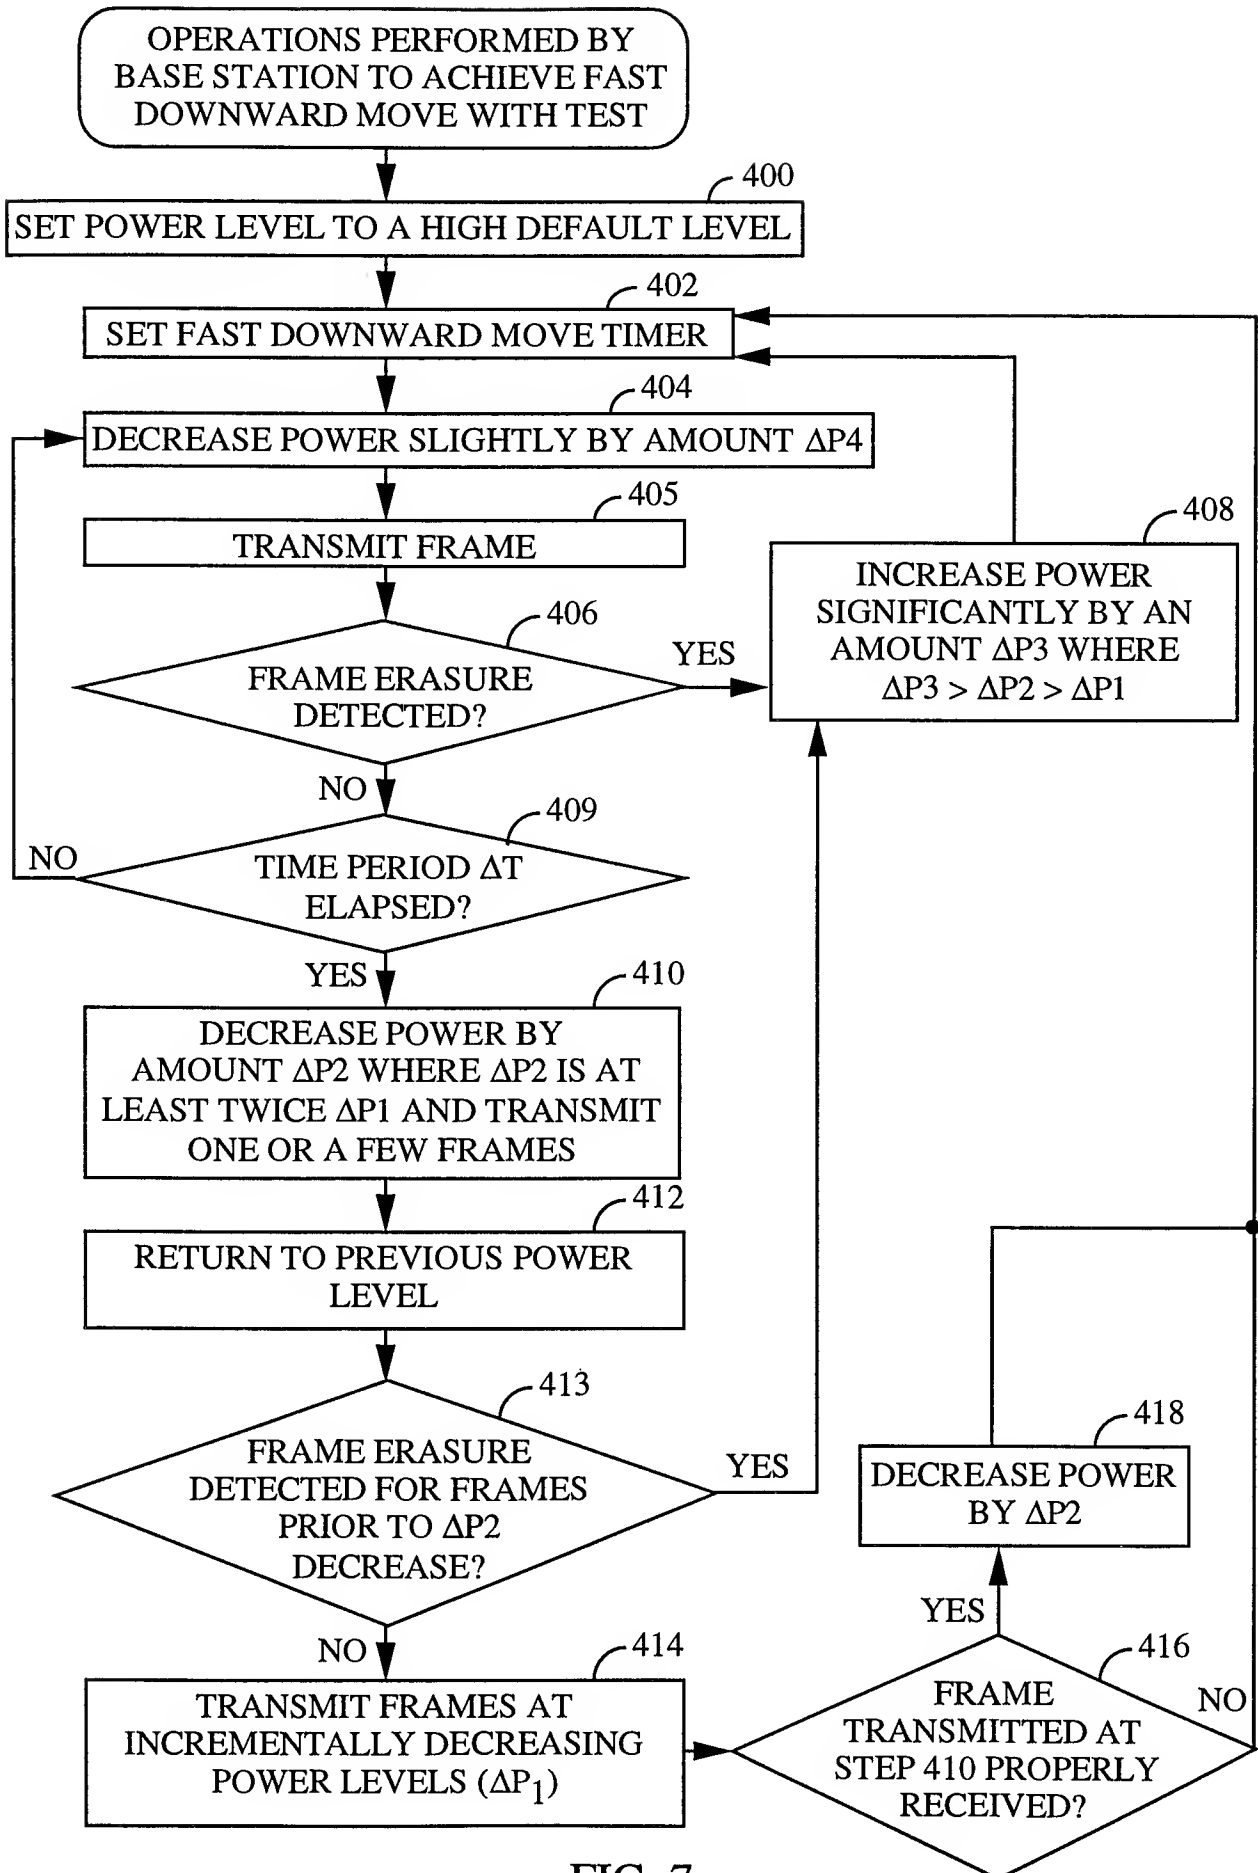 OPERATIONS PERFORMED BY
BASE STATION TO ACHIEVE FAST
DOWNWARD MOVE WITH TEST
400
SET POWER LEVEL TO A HIGH DEFAULT LEVEL
402
SET FAST DOWNWARD MOVE TIMER
404
DECREASE POWER SLIGHTLY BY AMOUNT ΔP4
405
TRANSMIT FRAME
408
INCREASE POWER
SIGNIFICANTLY BY AN
AMOUNT ΔP3 WHERE
ΔP3 > ΔP2 > ΔP1
406
FRAME ERASURE
DETECTED?
YES
NO
409
TIME PERIOD ΔT
ELAPSED?
NO
YES
410
DECREASE POWER BY
AMOUNT ΔP2 WHERE ΔP2 IS AT
LEAST TWICE ΔP1 AND TRANSMIT
ONE OR A FEW FRAMES
412
RETURN TO PREVIOUS POWER
LEVEL
413
FRAME ERASURE
DETECTED FOR FRAMES
PRIOR TO ΔP2
DECREASE?
YES
NO
418
DECREASE POWER
BY ΔP2
YES
414
TRANSMIT FRAMES AT
INCREMENTALLY DECREASING
POWER LEVELS (ΔP1)
416
FRAME
TRANSMITTED AT
STEP 410 PROPERLY
RECEIVED?
NO
FIG. 7